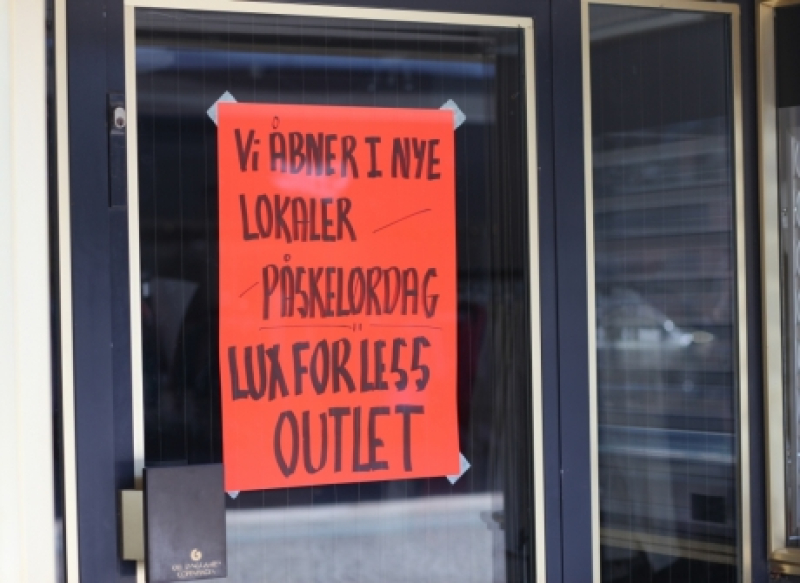 Vi ÅBNER I NYE
LOKALER
PÅSKELØRDAG
LUX FOR LESS
OUTLET